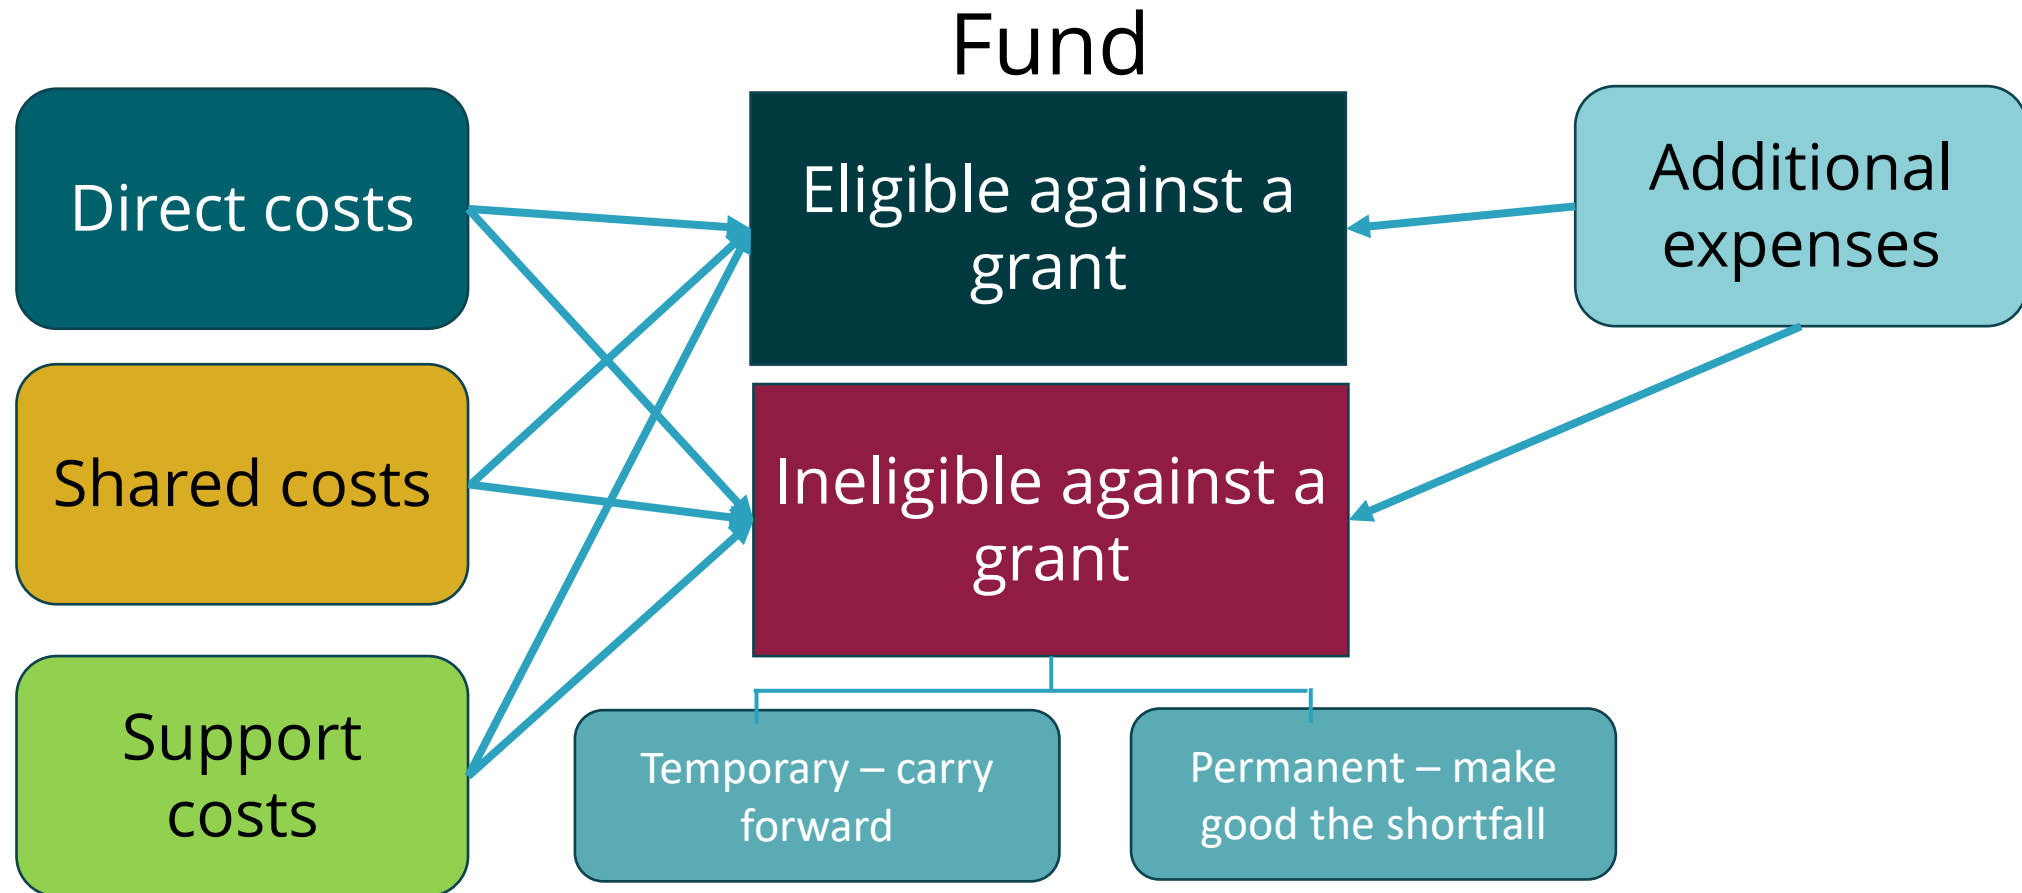 Fund
Direct costs
Eligible against a
grant
Additional
expenses
Shared costs
Ineligible against a
grant
Support
costs
Temporary – carry
forward
Permanent – make
good the shortfall